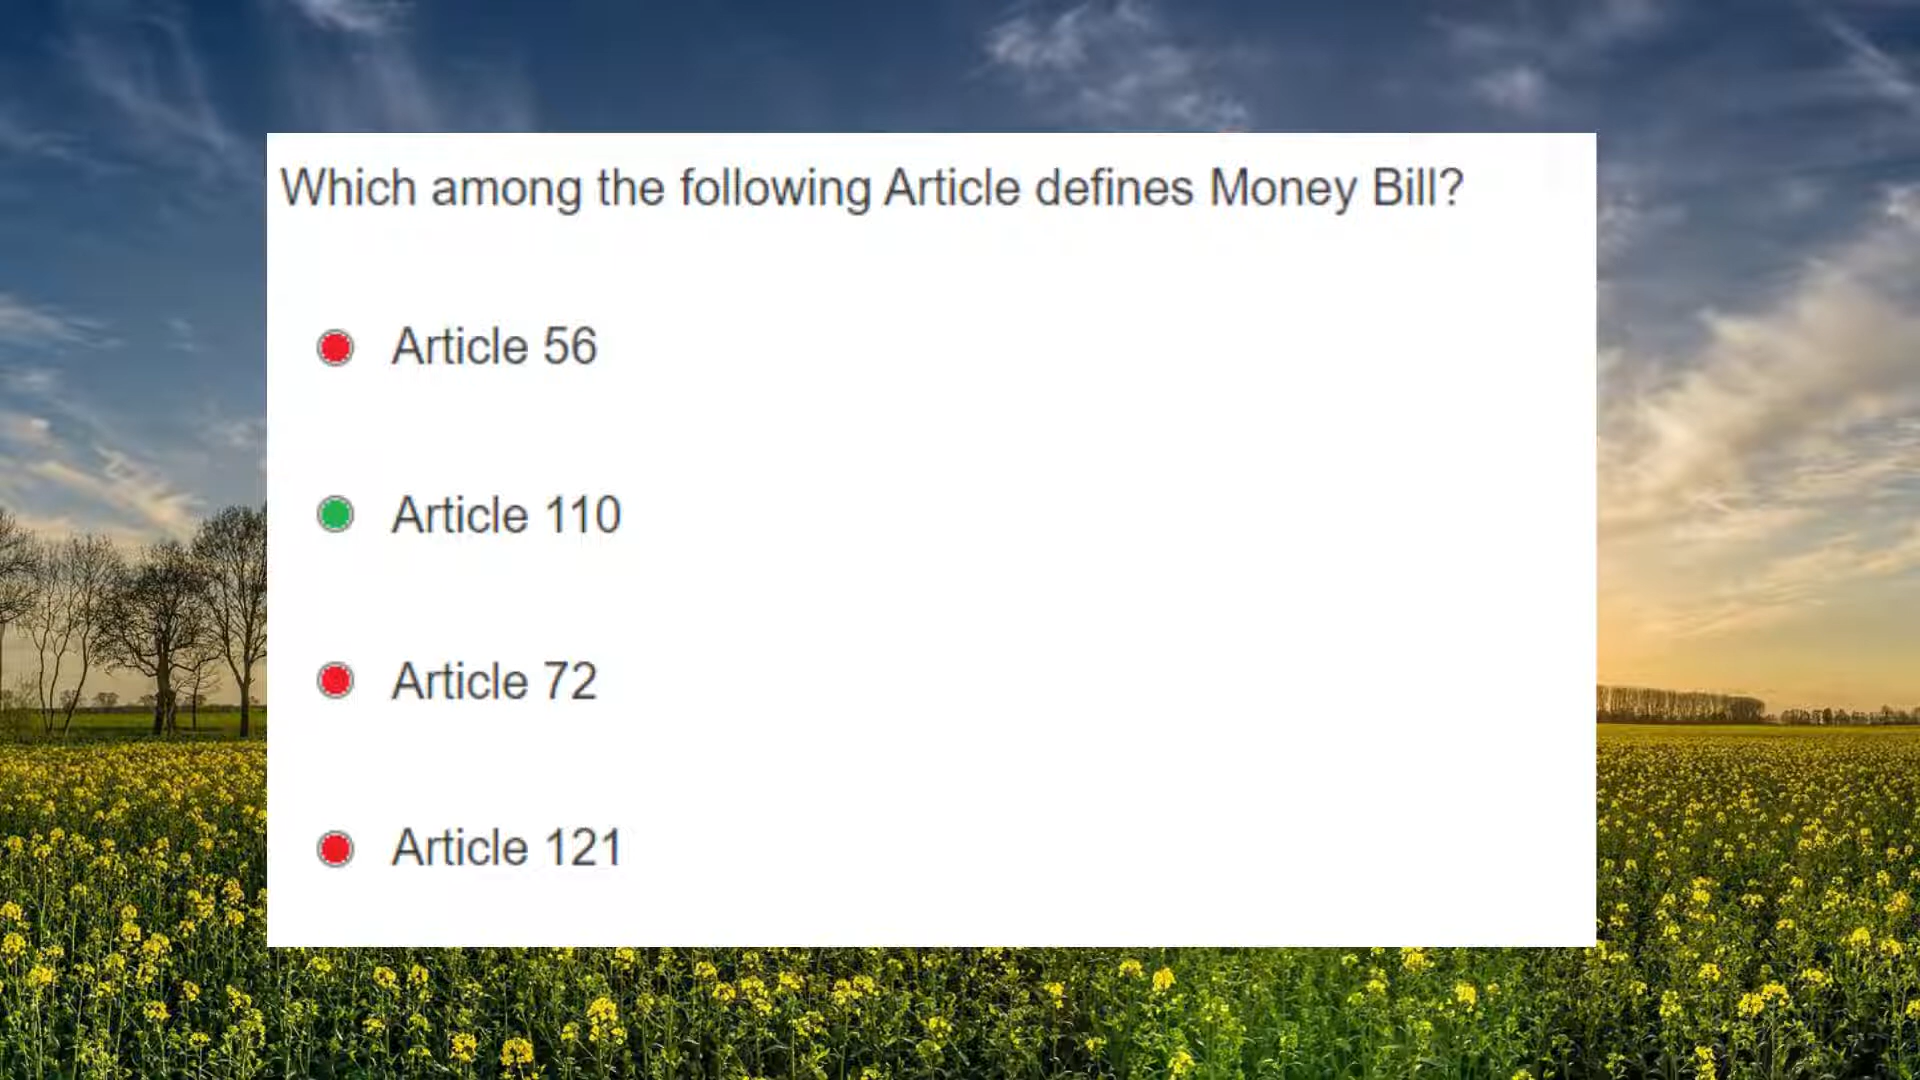 Which among the following Article defines Money Bill?
Article 56
Article 110
Article 72
Article 121